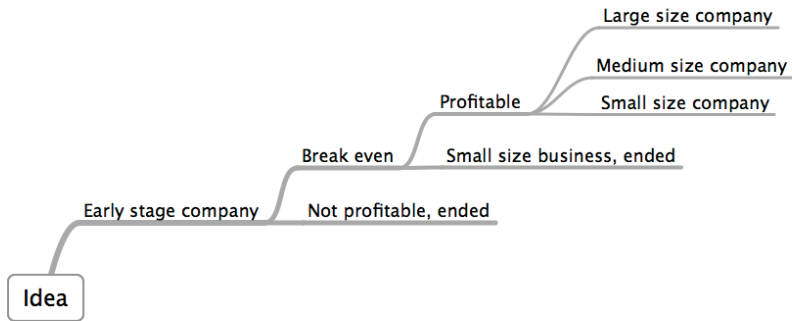 Large size company
Medium size company
Profitable
Small size company
Break even
Small size business, ended
Early stage company
Not profitable, ended
Idea